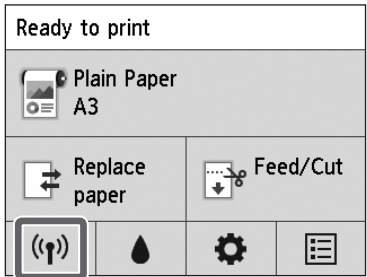 Ready to print
Plain Paper
A3
Replace
paper
Feed/Cut